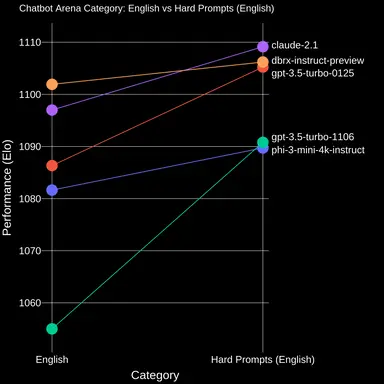 Chatbot Arena Category: English vs Hard Prompts (English)
1110
1100
1090
1080
1070
1060
Performance (Elo)
claude-2.1
dbrx-instruct-preview
gpt-3.5-turbo-0125
gpt-3.5-turbo-1106
phi-3-mini-4k-instruct
English
Hard Prompts (English)
Category